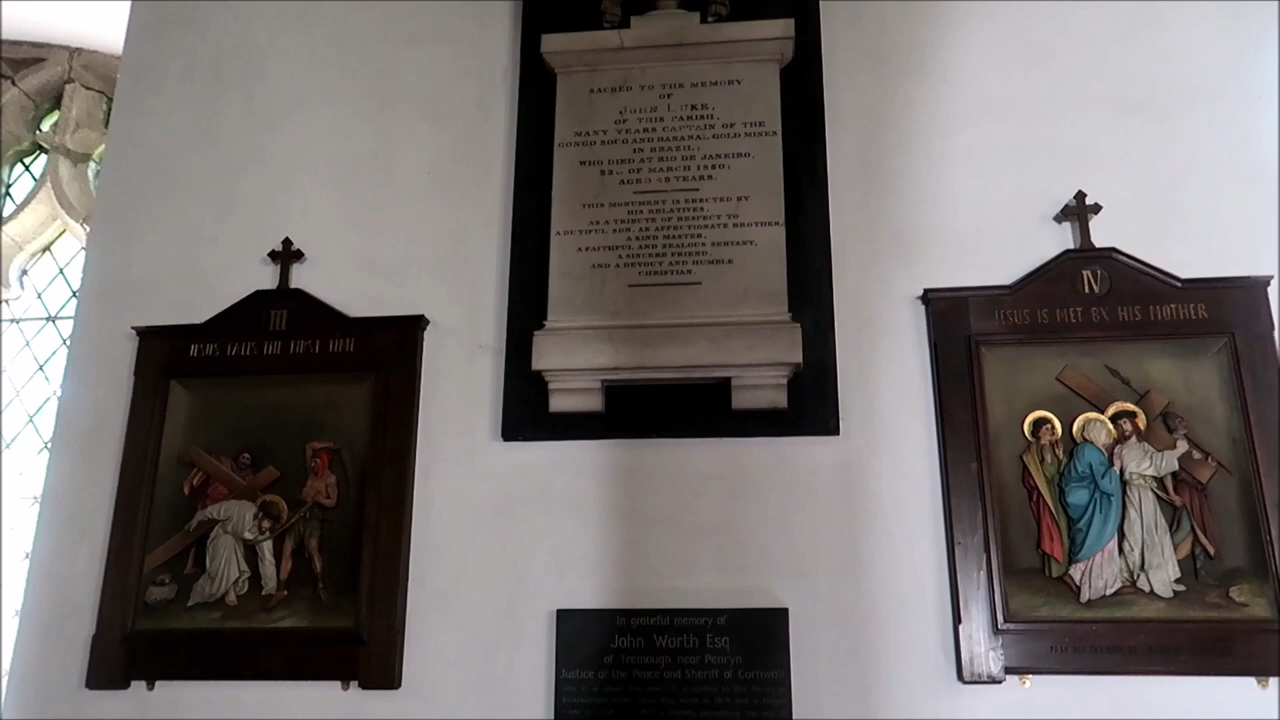 SACRED TO THE MEMORY
OF
JOHN LUKE,
OF THIS PARISH,
MANY YEARS CAPTAIN OF THE
GONGO SOCO AND BANANAL GOLD MINES
IN BRAZIL;
WHO DIED AT RIO DE JANEIRO,
OF MARCH
AGED YEARS.
THIS MONUMENT IS ERECTED BY
HIS RELATIVES,
AS A TRIBUTE OF RESPECT TO
A DUTIFUL SON, AN AFFECTIONATE BROTHER,
A KIND MASTER,
A FAITHFUL AND ZEALOUS SERVANT,
A SINCERE FRIEND,
AND A DEVOUT AND HUMBLE
CHRISTIAN.
III
JESUS FALLS THE FIRST TIME
IV
JESUS IS MET BY HIS MOTHER
In grateful memory of
John Worth Esq
of Tremough, near Penryn
Justice of the Peace and Sheriff of Cornwall